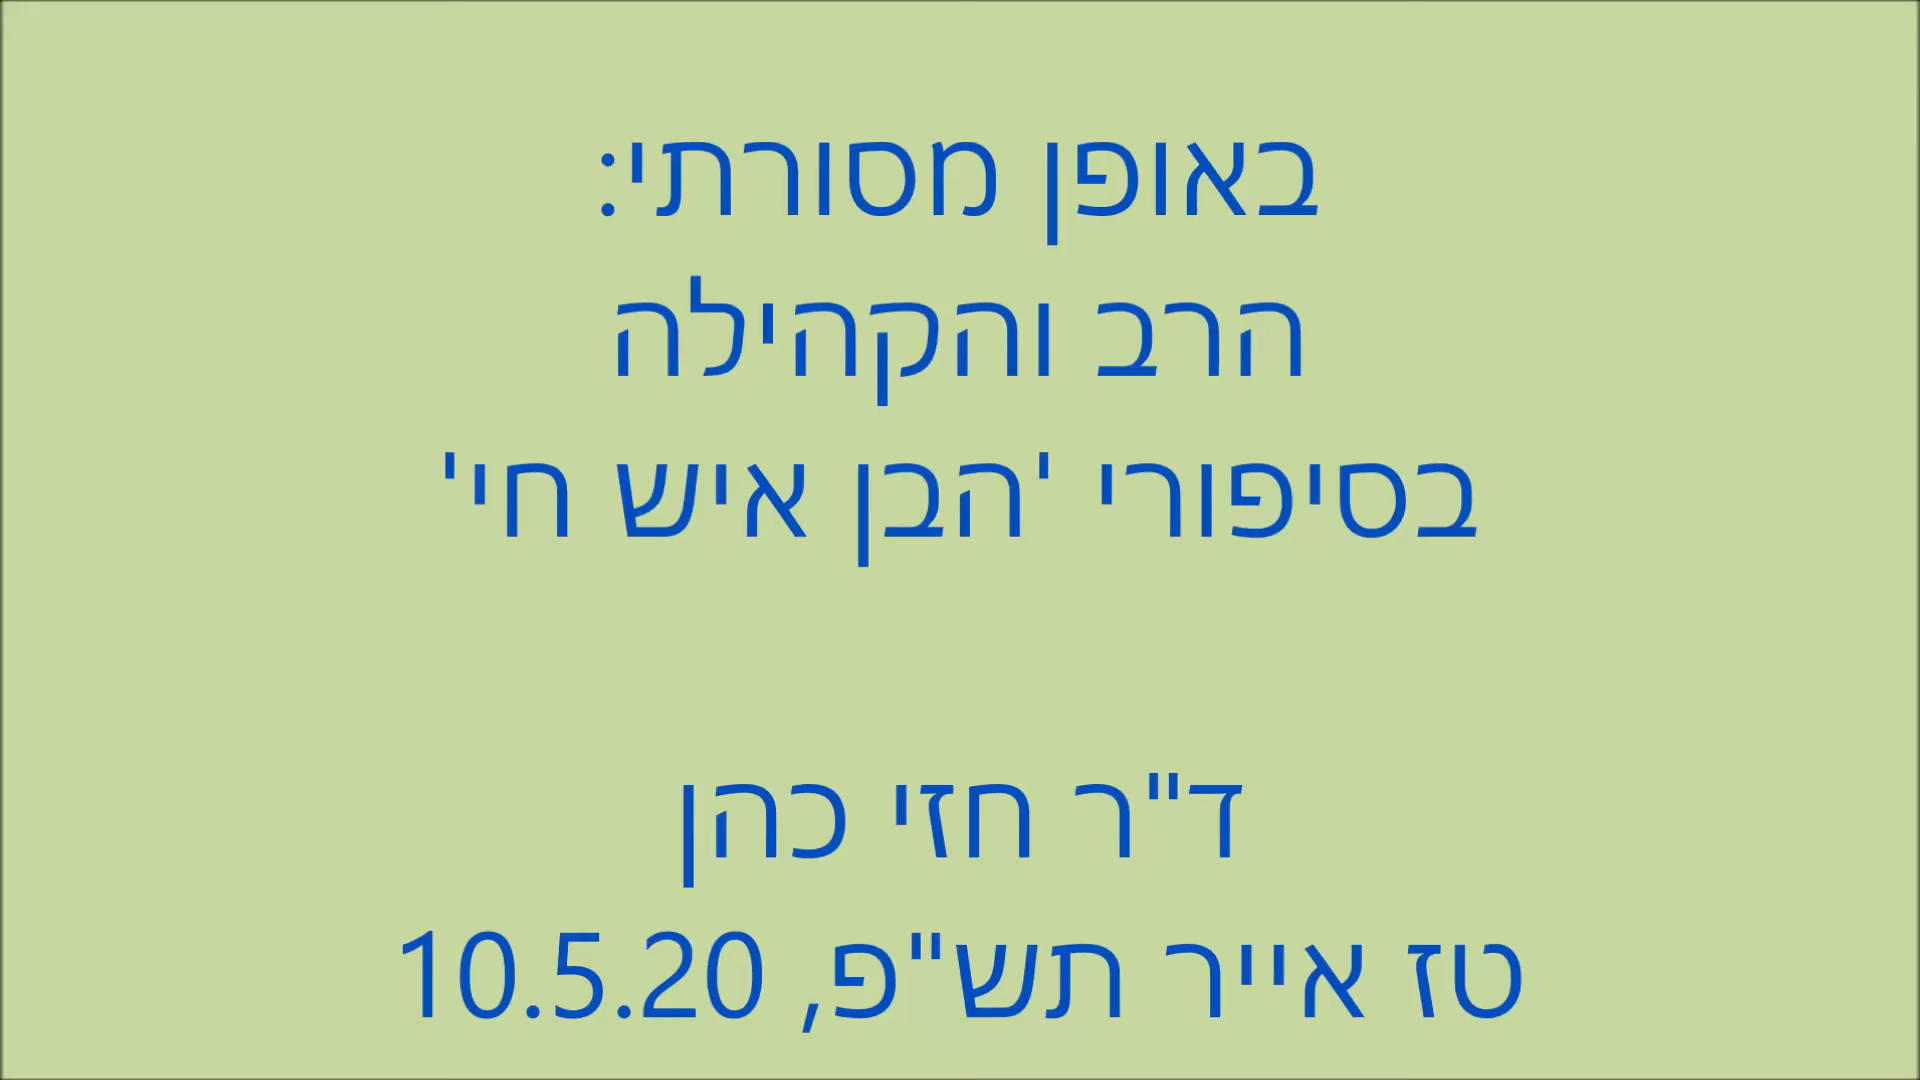 באופן מסורתי:
הרב והקהילה
בסיפורי 'הבן איש חי'
ד"ר חזי כהן
טז אייר תש"פ, 10.5.20